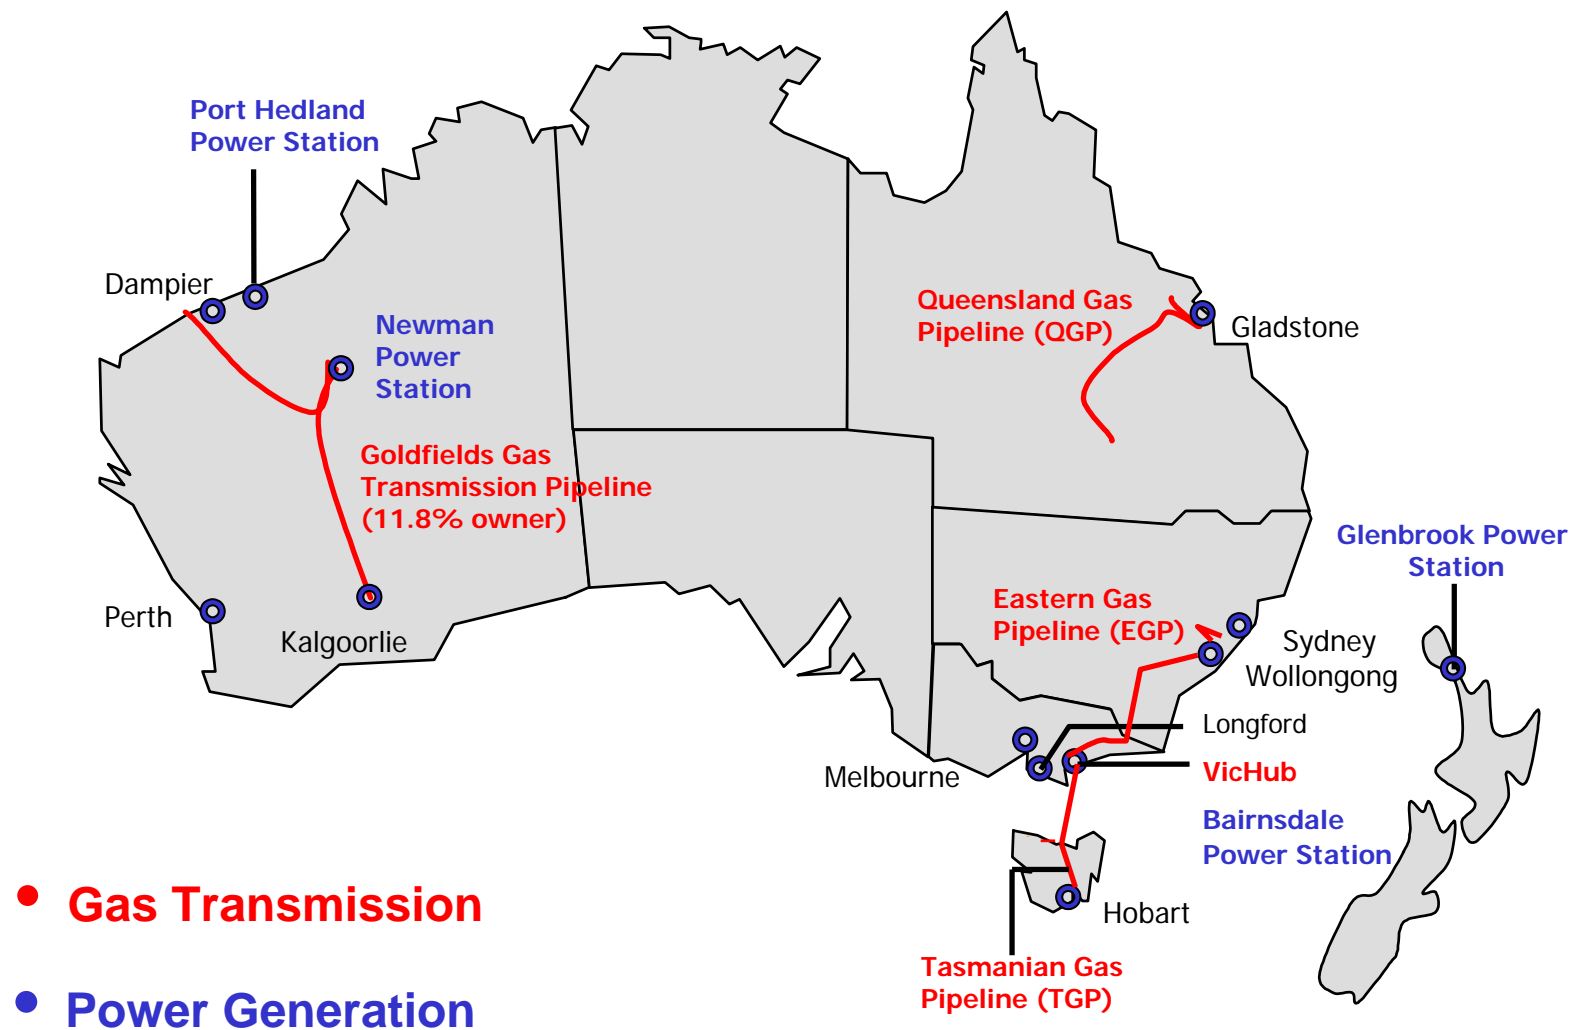 Port Hedland
Power Station
Dampier
Newman
Power
Station
Queensland Gas
Pipeline (QGP)
Gladstone
Goldfields Gas
Transmission Pipeline
(11.8% owner)
Glenbrook Power
Station
Perth
Kalgoorlie
Eastern Gas
Pipeline (EGP)
Sydney
Wollongong
Longford
Melbourne
VicHub
Bairnsdale
Power Station
Hobart
Tasmanian Gas
Pipeline (TGP)
• Gas Transmission
• Power Generation